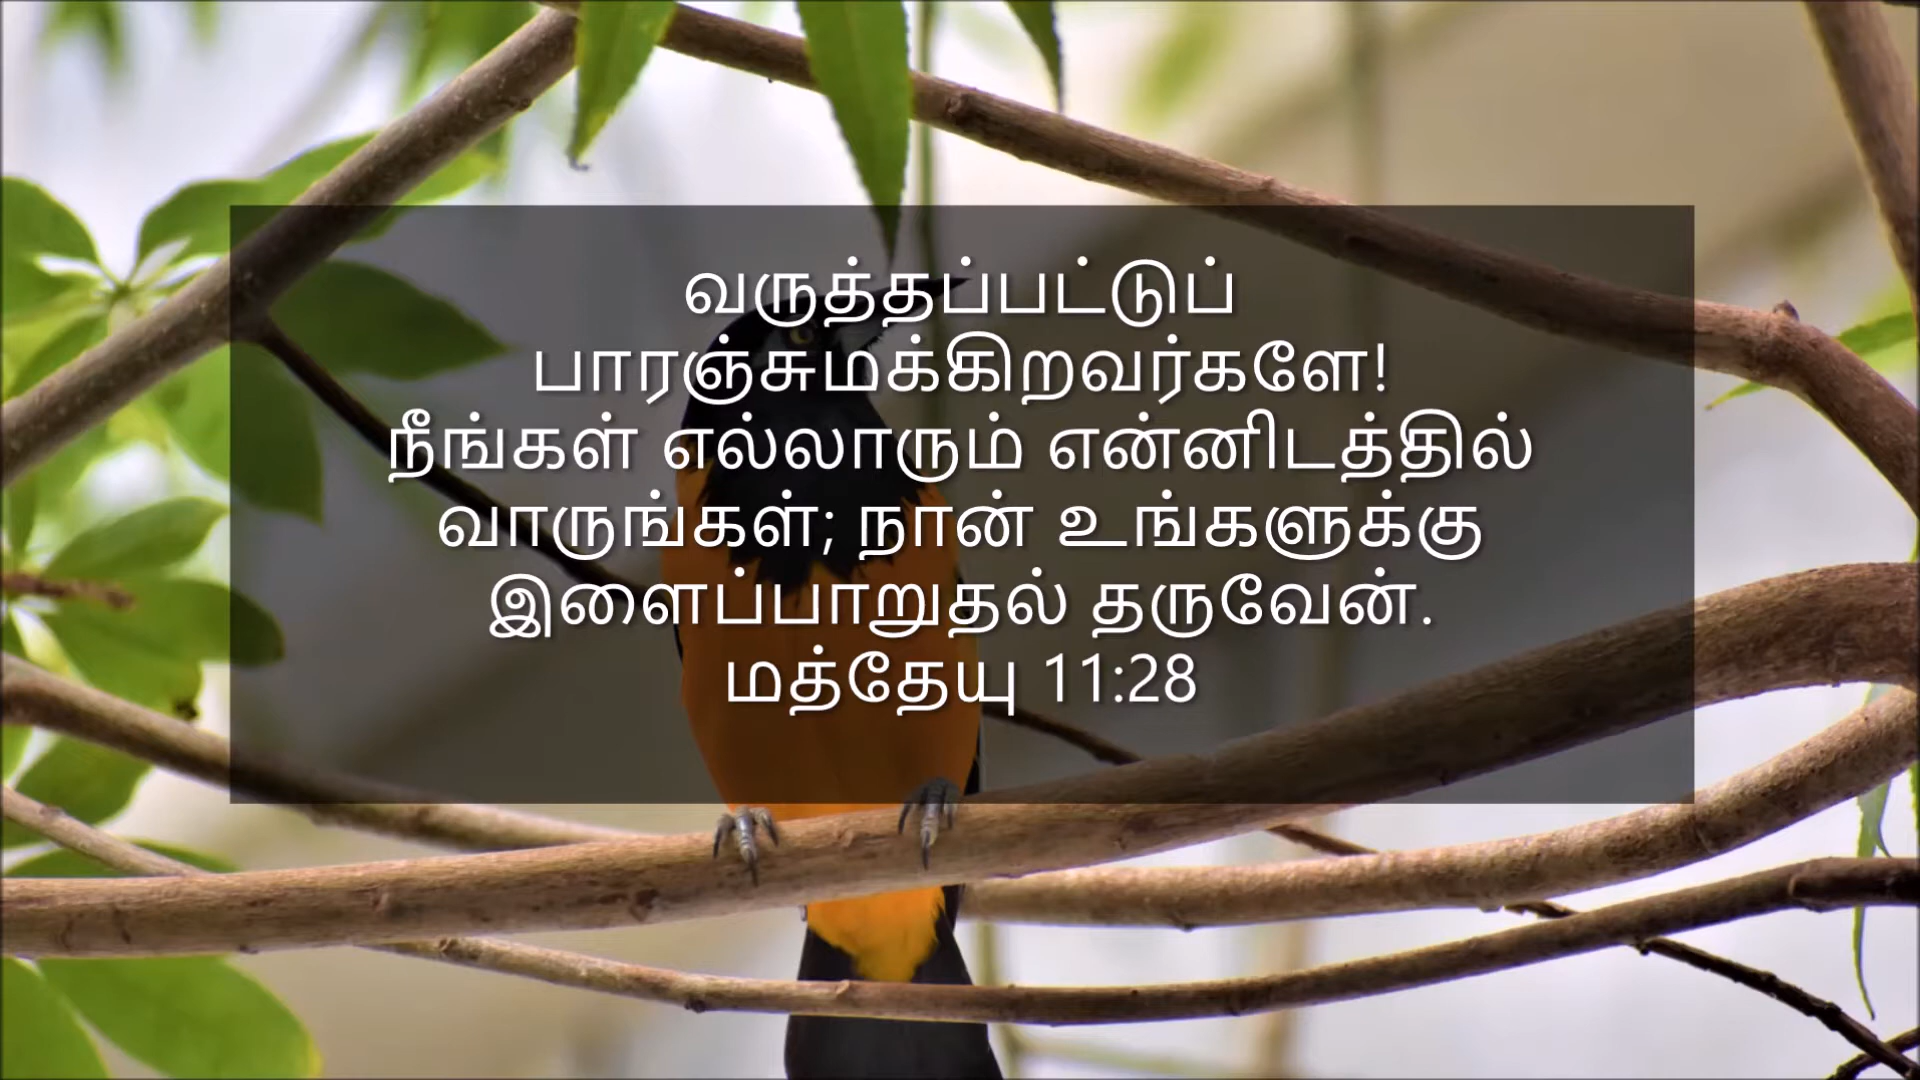 வருத்தப்பட்டுப்
பாரஞ்சுமக்கிறவர்களே!
நீங்கள் எல்லாரும் என்னிடத்தில்
வாருங்கள்; நான் உங்களுக்கு
இளைப்பாறுதல் தருவேன்.
மத்தேயு 11:28